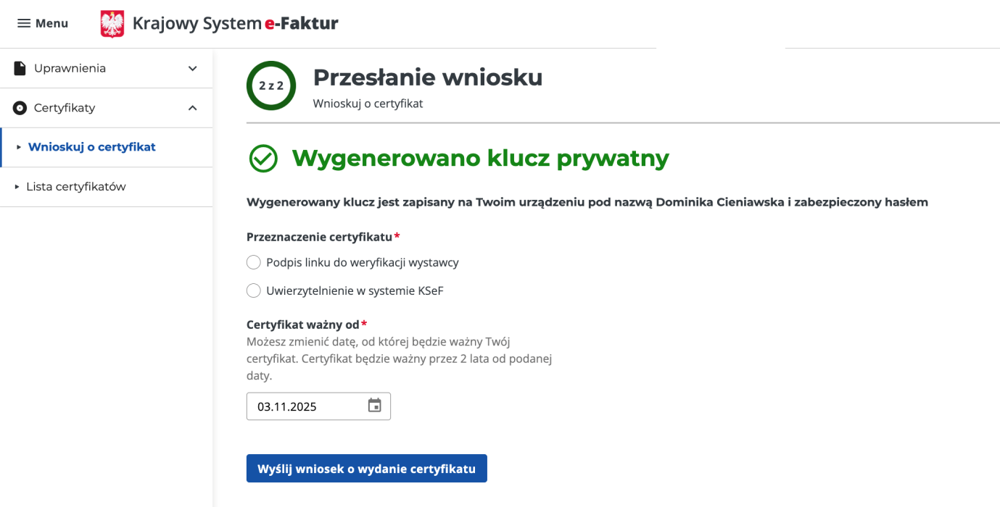 Menu
Krajowy System e-Faktur
Uprawnienia
Certyfikaty
Wnioskuj o certyfikat
Lista certyfikatów
2 z 2
Przesłanie wniosku
Wnioskuj o certyfikat
Wygenerowano klucz prywatny
Wygenerowany klucz jest zapisany na Twoim urządzeniu pod nazwą Dominika Cieniawska i zabezpieczony hasłem
Przeznaczenie certyfikatu*
Podpis linku do weryfikacji wystawcy
Uwierzytelnienie w systemie KSeF
Certyfikat ważny od*
Możesz zmienić datę, od której będzie ważny Twój
certyfikat. Certyfikat będzie ważny przez 2 lata od podanej
daty.
03.11.2025
Wyślij wniosek o wydanie certyfikatu